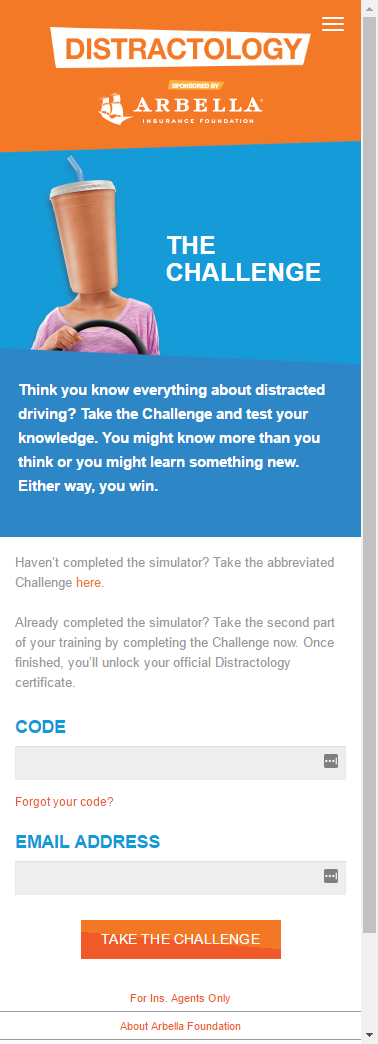 DISTRACTOLOGY
SPONSORED BY
ARBELLA
INSURANCE FOUNDATION
THE
CHALLENGE
Think you know everything about distracted
driving? Take the Challenge and test your
knowledge. You might know more than you
think or you might learn something new.
Either way, you win.
Haven't completed the simulator? Take the abbreviated
Challenge here.
Already completed the simulator? Take the second part
of your training by completing the Challenge now. Once
finished, you'll unlock your official Distractology
certificate.
CODE
Forgot your code?
EMAIL ADDRESS
TAKE THE CHALLENGE
For Ins. Agents Only
About Arbella Foundation